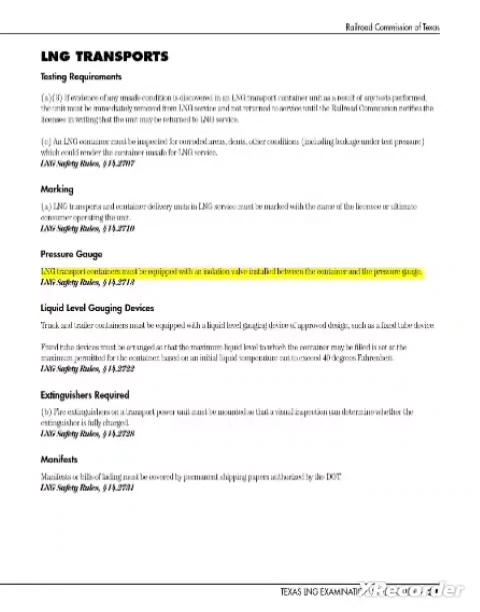 Railroad Commission of Texas
LNG TRANSPORTS
Testing Requirements
(a)(3) If evidence of any unsafe condition is discovered in an LNG transport container unit as a result of any tests performed,
the unit must be immediately removed from LNG service and not returned to service until the Railroad Commission notifies the
licensee in writing that the unit may be returned to LNG service.
(c) An LNG container must be inspected for corroded areas, dents, other conditions (including leakage under test pressure)
which could render the container unsafe for LNG service.
LNG Safety Rules, §14.2707
Marking
(a) LNG transports and container delivery units in LNG service must be marked with the name of the licensee or ultimate
consumer operating the unit.
LNG Safety Rules, §14.2710
Pressure Gauge
LNG transport containers must be equipped with an isolation valve installed between the container and the pressure gauge.
LNG Safety Rules, §14.2713
Liquid Level Gauging Devices
Truck and trailer containers must be equipped with a liquid level gauging device of approved design, such as a fixed tube device.
Fixed tube devices must be arranged so that the maximum liquid level to which the container may be filled is set at the
maximum permitted for the container, based on an initial liquid temperature not to exceed 40 degrees Fahrenheit.
LNG Safety Rules, §14.2722
Extinguishers Required
(b) Fire extinguishers on a transport power unit must be mounted so that a visual inspection can determine whether the
extinguisher is fully charged.
LNG Safety Rules, §14.2728
Manifests
Manifests or bills of lading must be covered by permanent shipping papers authorized by the DOT.
LNG Safety Rules, §14.2731
TEXAS LNG EXAMINATION
XRecorder